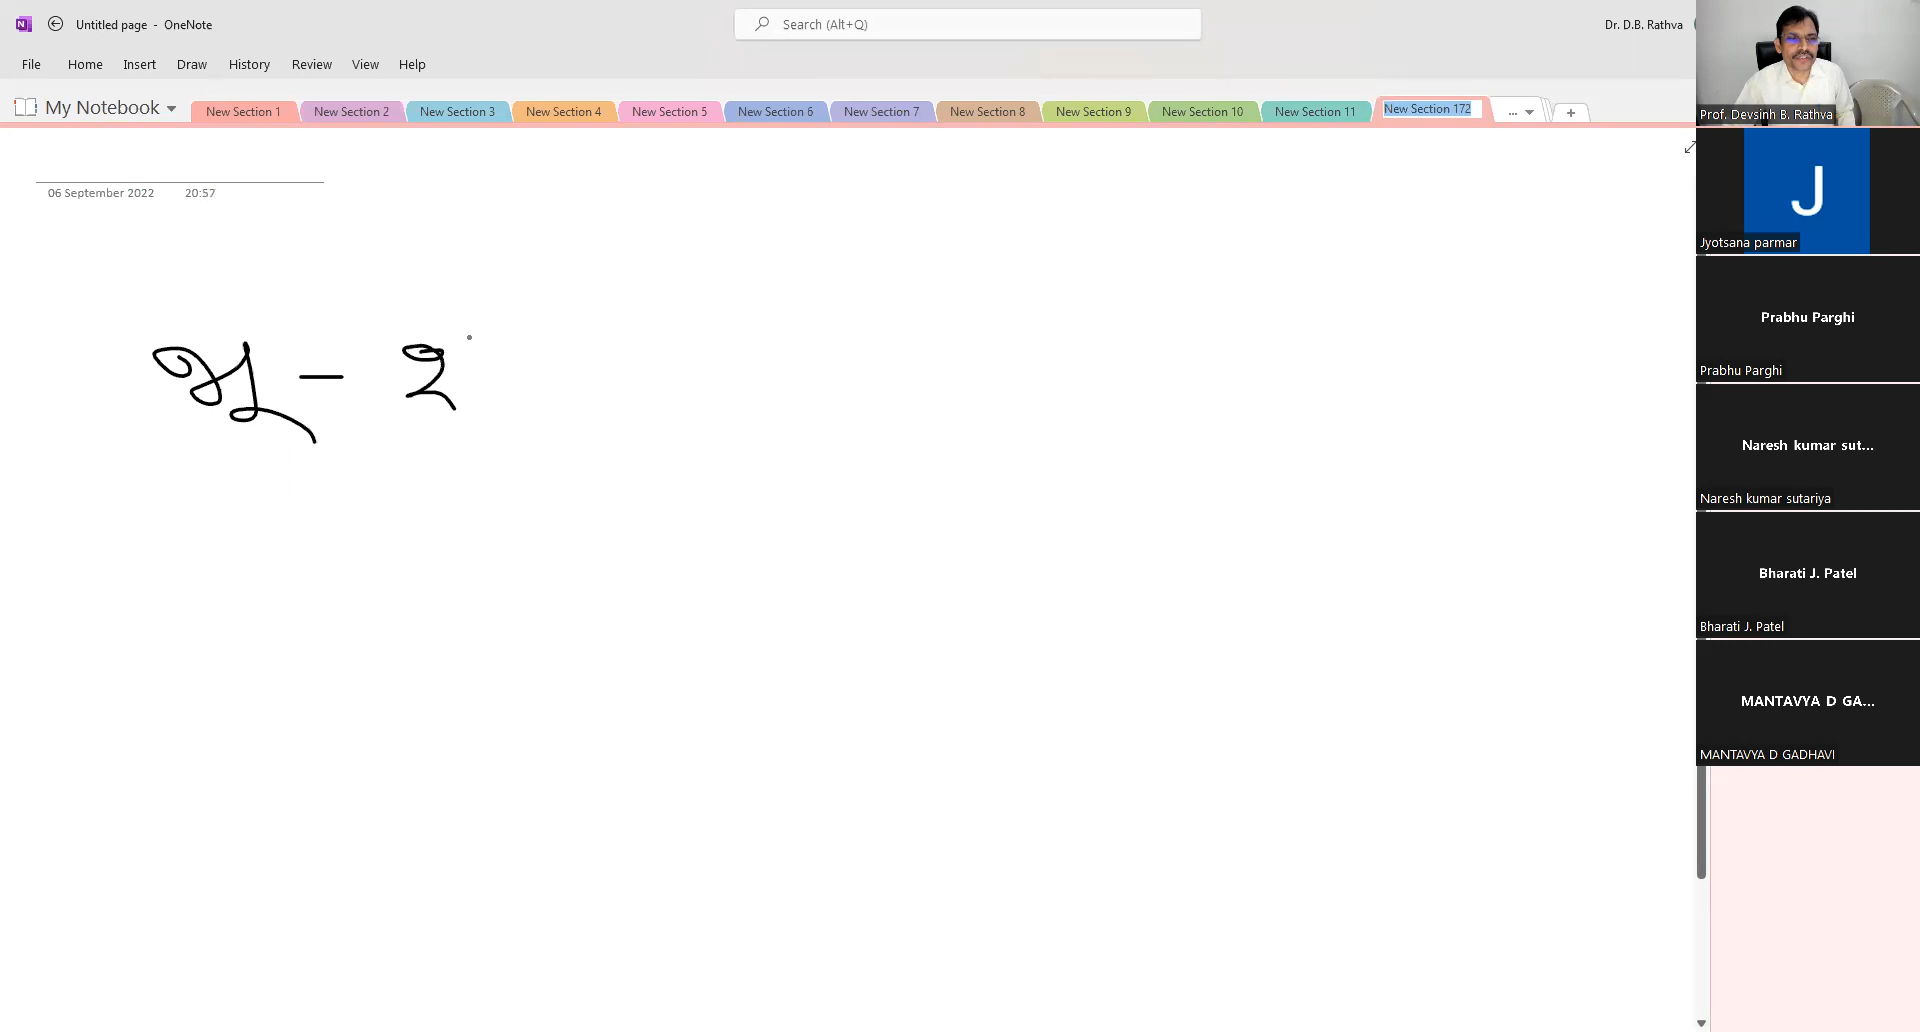 Untitled page - OneNote
Search (Alt+Q)
Dr. D.B. Rathva
File Home Insert Draw History Review View Help
My Notebook
New Section 1 New Section 2 New Section 3 New Section 4 New Section 5 New Section 6 New Section 7 New Section 8 New Section 9 New Section 10 New Section 11 New Section 172 ...
06 September 2022 20:57
Prof. Devsinh B. Rathva
J
Jyotsana parmar
Prabhu Parghi
Prabhu Parghi
Naresh kumar sut...
Naresh kumar sutariya
Bharati J. Patel
Bharati J. Patel
MANTAVYA D GA...
MANTAVYA D GADHAVI